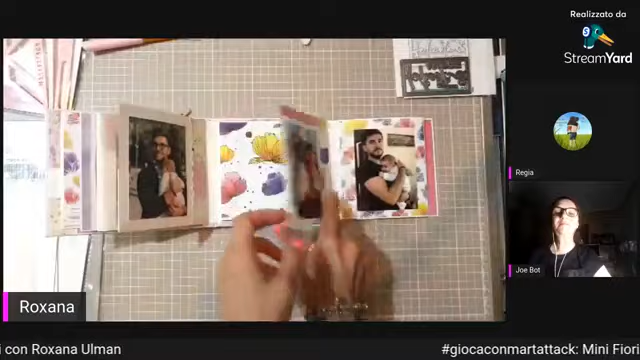 Realizzato da
StreamYard
Regia
Joe Bot
Roxana
i con Roxana Ulman
#giocaconmartattack: Mini Fiori